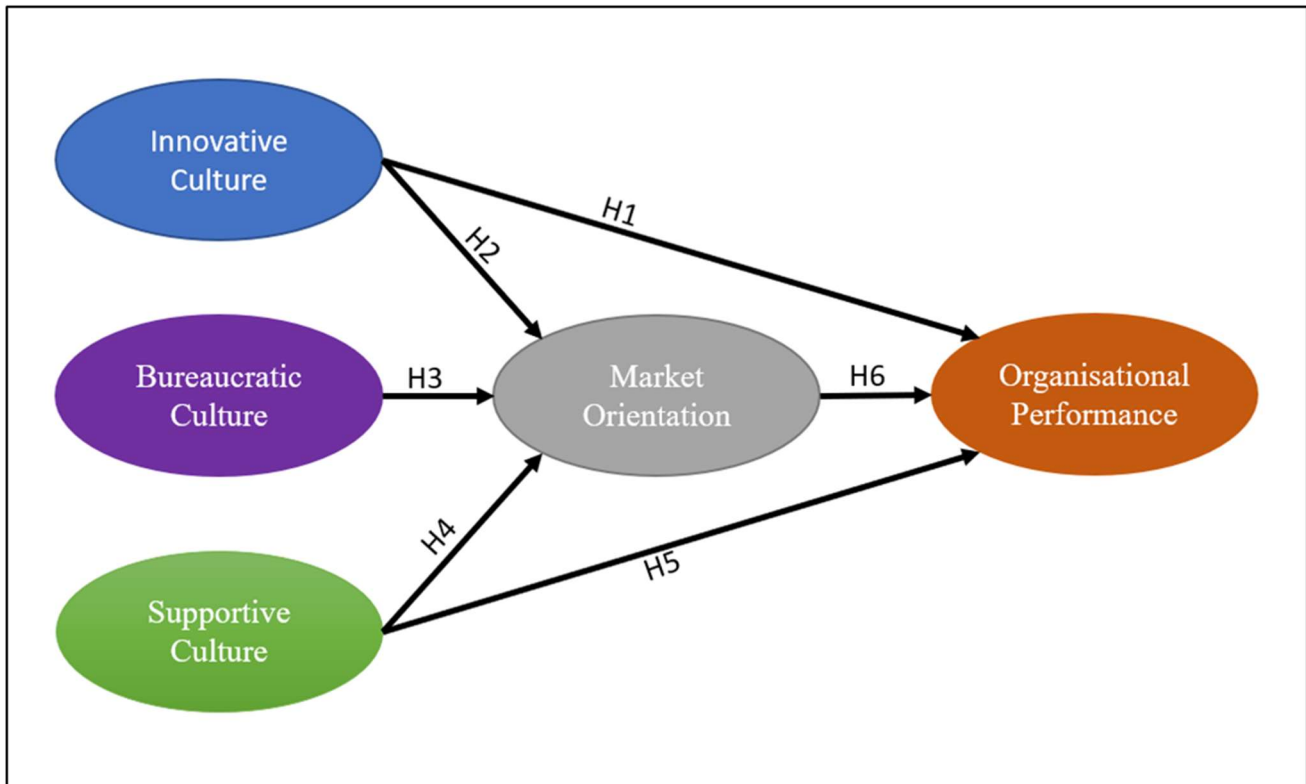 Innovative
Culture
H1
H2
Bureaucratic
Culture
H3
Market
Orientation
H6
Organisational
Performance
H4
H5
Supportive
Culture